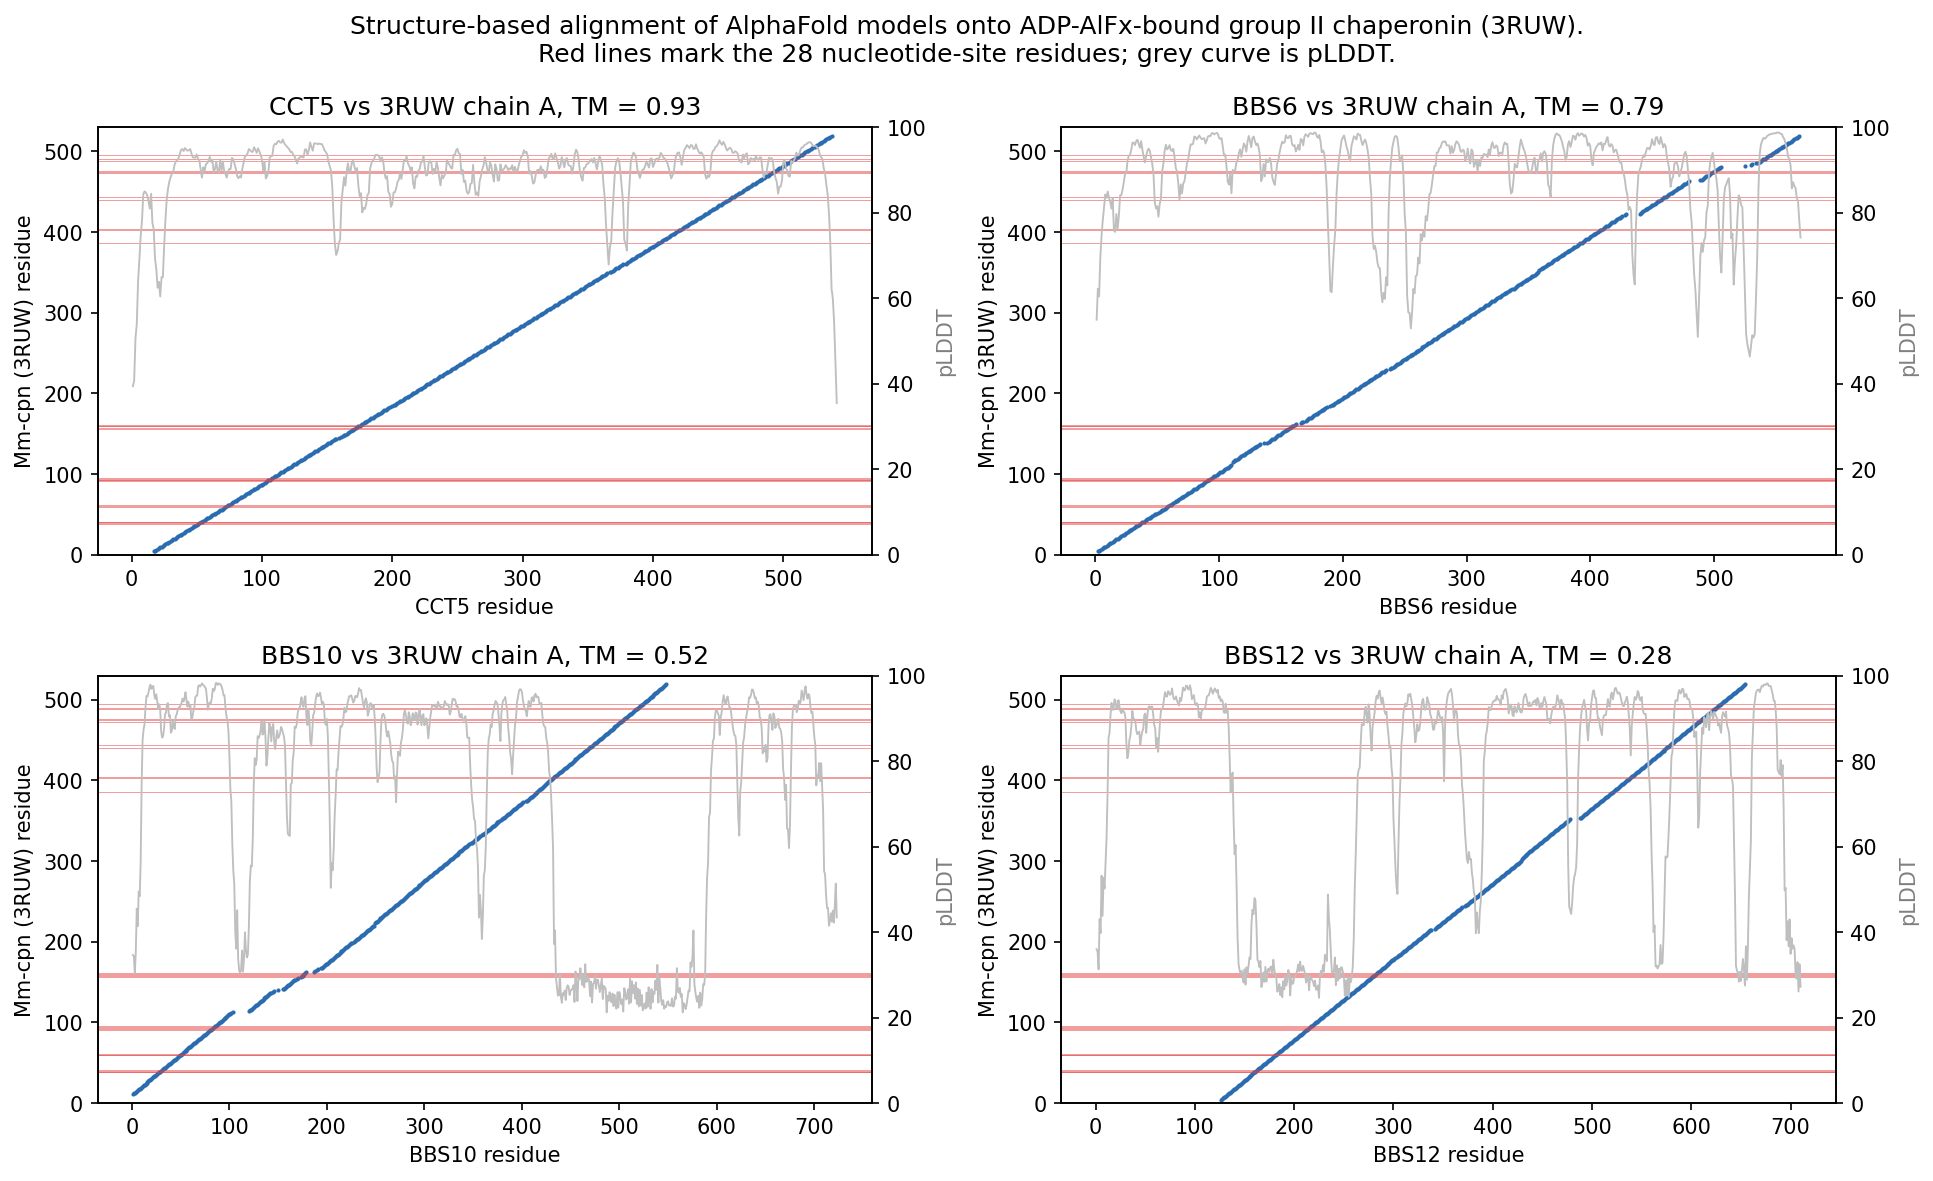 Structure-based alignment of AlphaFold models onto ADP-AlFx-bound group II chaperonin (3RUW).
Red lines mark the 28 nucleotide-site residues; grey curve is pLDDT.
CCT5 vs 3RUW chain A, TM = 0.93
500
400
300
200
100
0
Mm-cpn (3RUW) residue
100
80
60
40
20
0
pLDDT
0 100 200 300 400 500
CCT5 residue
BBS6 vs 3RUW chain A, TM = 0.79
500
400
300
200
100
0
Mm-cpn (3RUW) residue
100
80
60
40
20
0
pLDDT
0 100 200 300 400 500
BBS6 residue
BBS10 vs 3RUW chain A, TM = 0.52
500
400
300
200
100
0
Mm-cpn (3RUW) residue
100
80
60
40
20
0
pLDDT
0 100 200 300 400 500 600 700
BBS10 residue
BBS12 vs 3RUW chain A, TM = 0.28
500
400
300
200
100
0
Mm-cpn (3RUW) residue
100
80
60
40
20
0
pLDDT
0 100 200 300 400 500 600 700
BBS12 residue